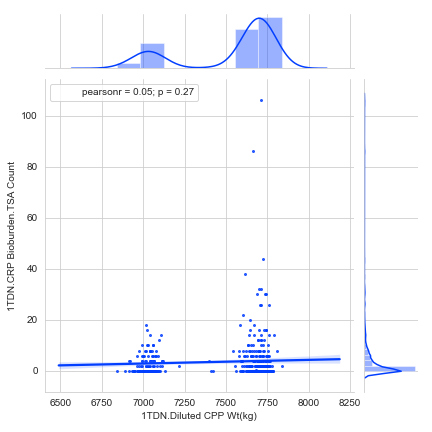 pearsonr = 0.05; p = 0.27
100
80
60
40
20
0
1TDN.CRP Bioburden.TSA Count
6500 6750 7000 7250 7500 7750 8000 8250
1TDN.Diluted CPP Wt(kg)